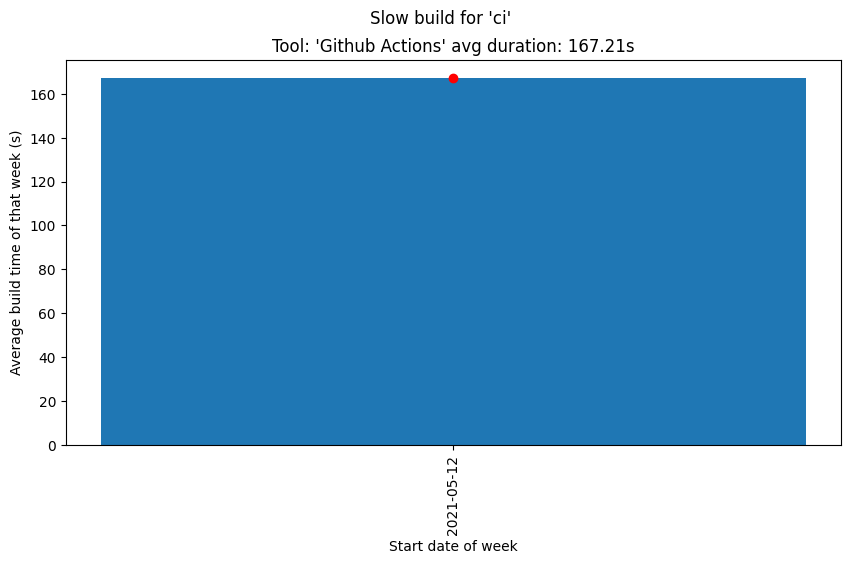 Slow build for 'ci'
Tool: 'Github Actions' avg duration: 167.21s
Average build time of that week (s)
160
140
120
100
80
60
40
20
0
2021-05-12
Start date of week